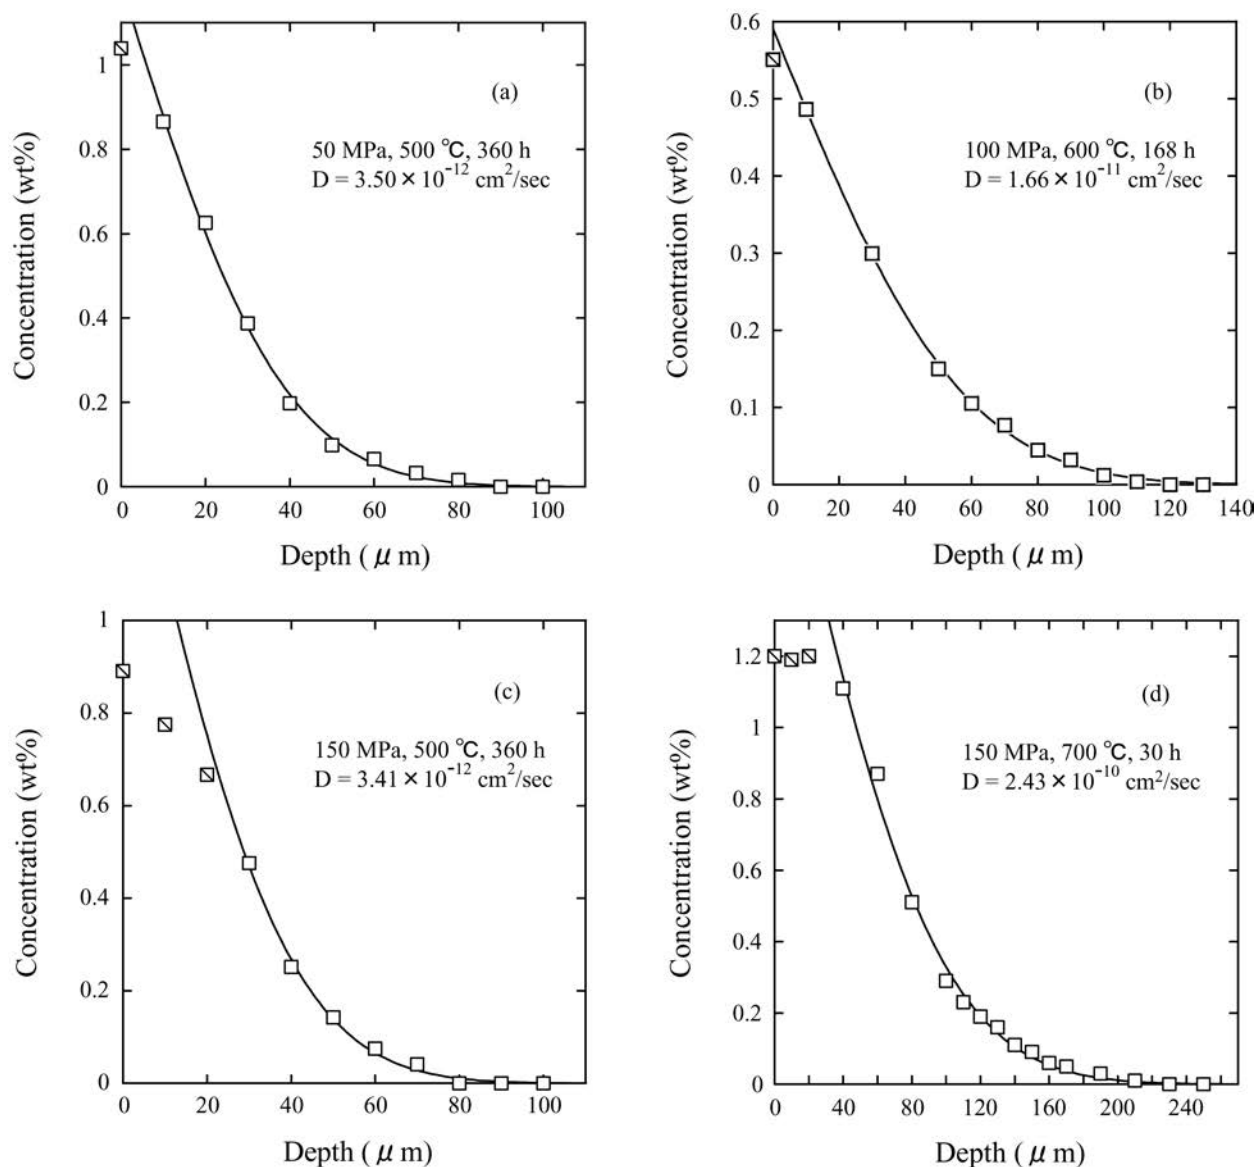 (a)
50 MPa, 500 ℃, 360 h
D = 3.50 × 10⁻¹² cm²/sec
Concentration (wt%)
1
0.8
0.6
0.4
0.2
0
0 20 40 60 80 100
Depth ( μ m)
(b)
100 MPa, 600 ℃, 168 h
D = 1.66 × 10⁻¹¹ cm²/sec
Concentration (wt%)
0.6
0.5
0.4
0.3
0.2
0.1
0
0 20 40 60 80 100 120 140
Depth ( μ m)
(c)
150 MPa, 500 ℃, 360 h
D = 3.41 × 10⁻¹² cm²/sec
Concentration (wt%)
1
0.8
0.6
0.4
0.2
0
0 20 40 60 80 100
Depth ( μ m)
(d)
150 MPa, 700 ℃, 30 h
D = 2.43 × 10⁻¹⁰ cm²/sec
Concentration (wt%)
1.2
1
0.8
0.6
0.4
0.2
0
0 40 80 120 160 200 240
Depth ( μ m)